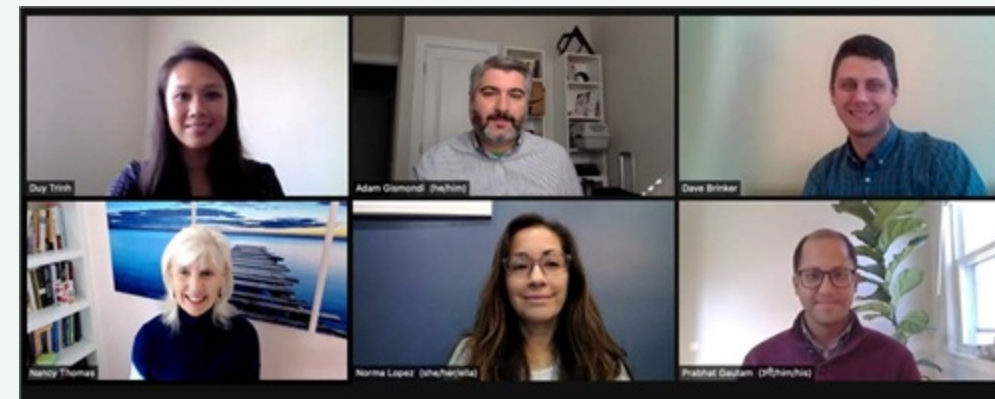 Duy Trinh
Adam Gismondi (he/him)
Dave Brinker
Nancy Thomas
Norma Lopez (she/her/ella)
Prabhat Gautam